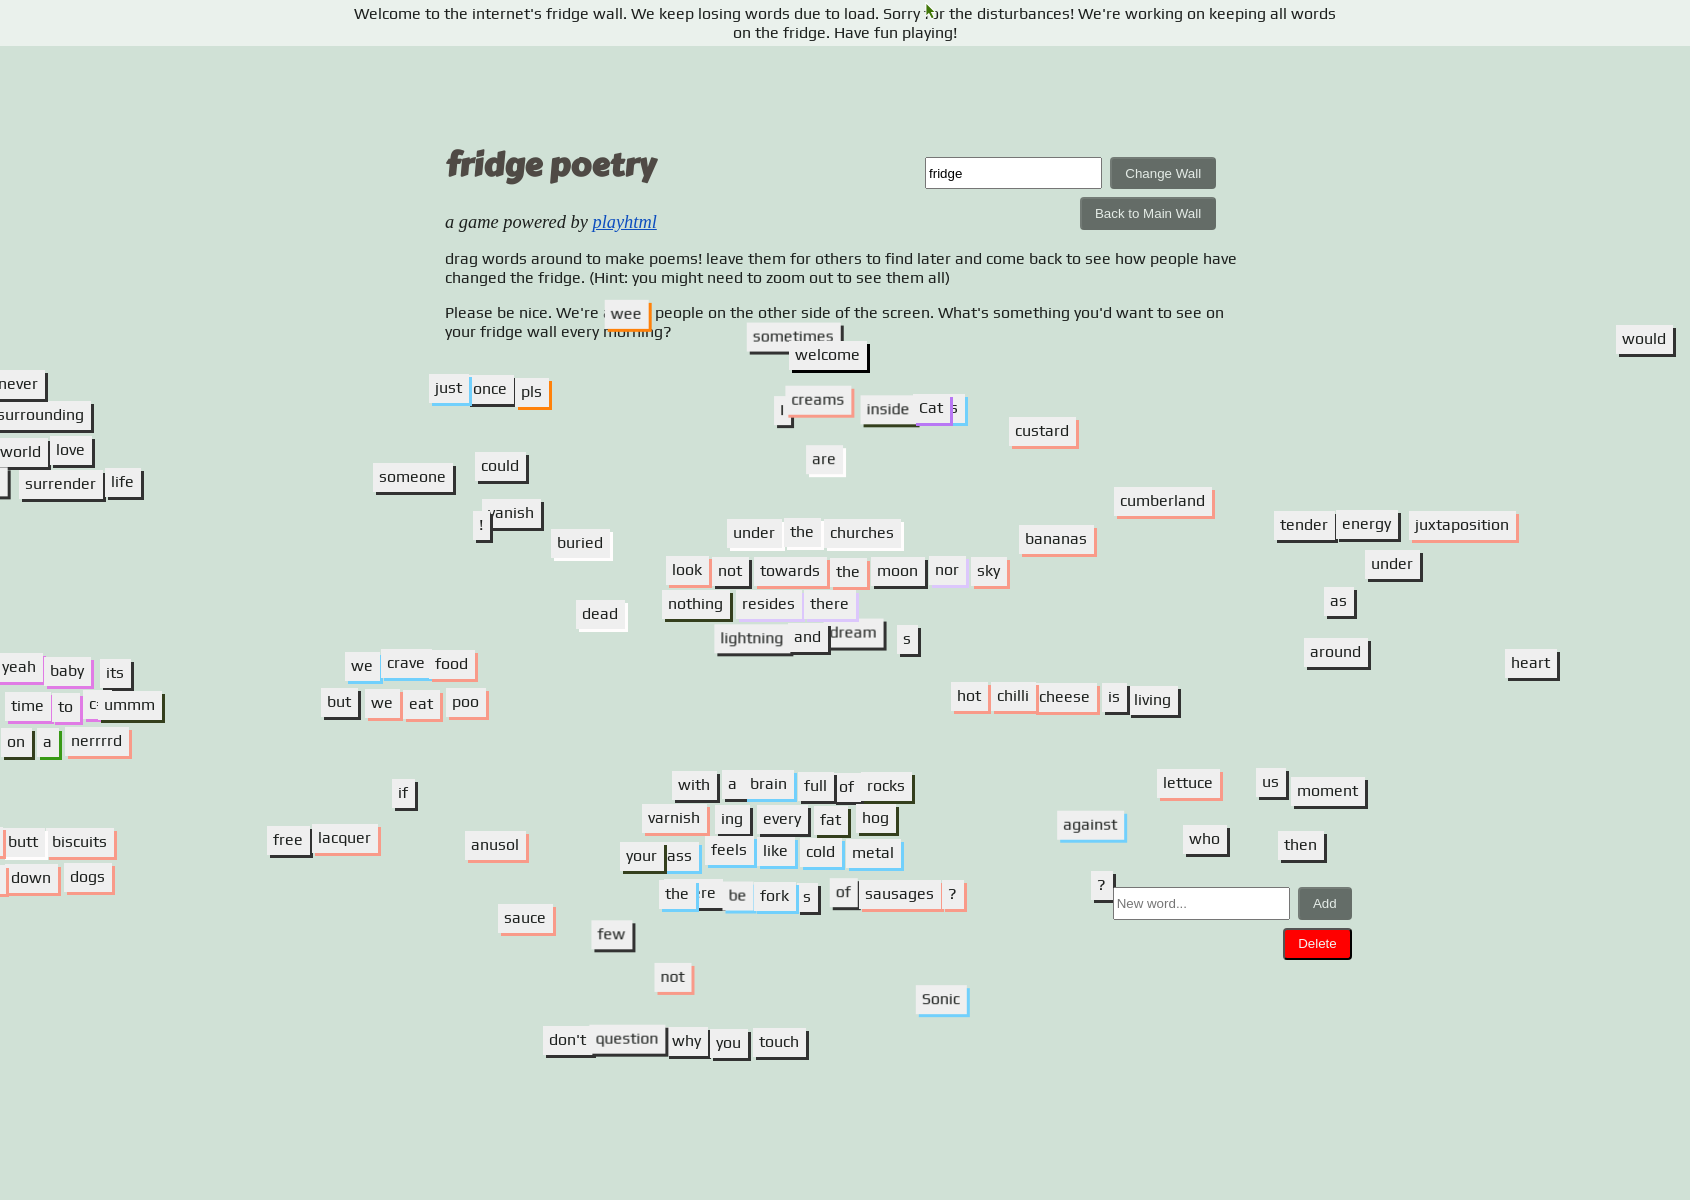 Welcome to the internet's fridge wall. We keep losing words due to load. Sorry for the disturbances! We're working on keeping all words
on the fridge. Have fun playing!
fridge poetry
fridge
Change Wall
Back to Main Wall
a game powered by playhtml
drag words around to make poems! leave them for others to find later and come back to see how people have
changed the fridge. (Hint: you might need to zoom out to see them all)
Please be nice. We're wee people on the other side of the screen. What's something you'd want to see on
your fridge wall every morning?
sometimes
welcome
would
never
surrounding
world love
surrender life
just once pls
I creams inside Cat s
custard
are
someone could
vanish
!
buried
cumberland
bananas
tender energy juxtaposition
under
as
around
heart
under the churches
look not towards the moon nor sky
nothing resides there
lightning and dream s
dead
yeah baby its
time to ummm
on a nerrrrd
we crave food
but we eat poo
hot chilli cheese is living
if
with a brain full of rocks
varnish ing every fat hog
your ass feels like cold metal
the re be fork s of sausages ?
lettuce
us moment
against
who then
?
New word...
Add
Delete
butt biscuits
down dogs
free lacquer
anusol
sauce
few
not
Sonic
don't question why you touch